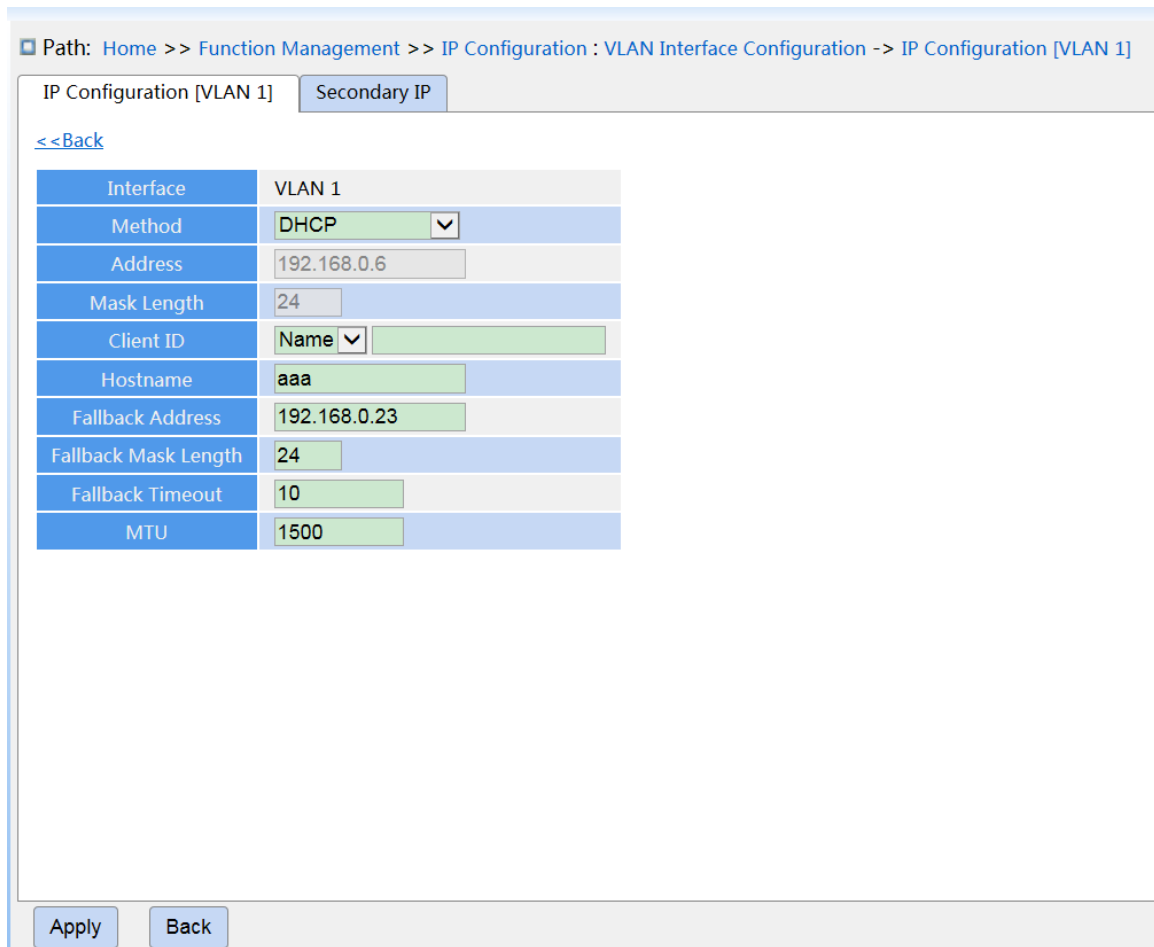 Path: Home >> Function Management >> IP Configuration : VLAN Interface Configuration -> IP Configuration [VLAN 1]
IP Configuration [VLAN 1] Secondary IP
<<Back
Interface VLAN 1
Method DHCP
Address 192.168.0.6
Mask Length 24
Client ID Name
Hostname aaa
Fallback Address 192.168.0.23
Fallback Mask Length 24
Fallback Timeout 10
MTU 1500
Apply Back